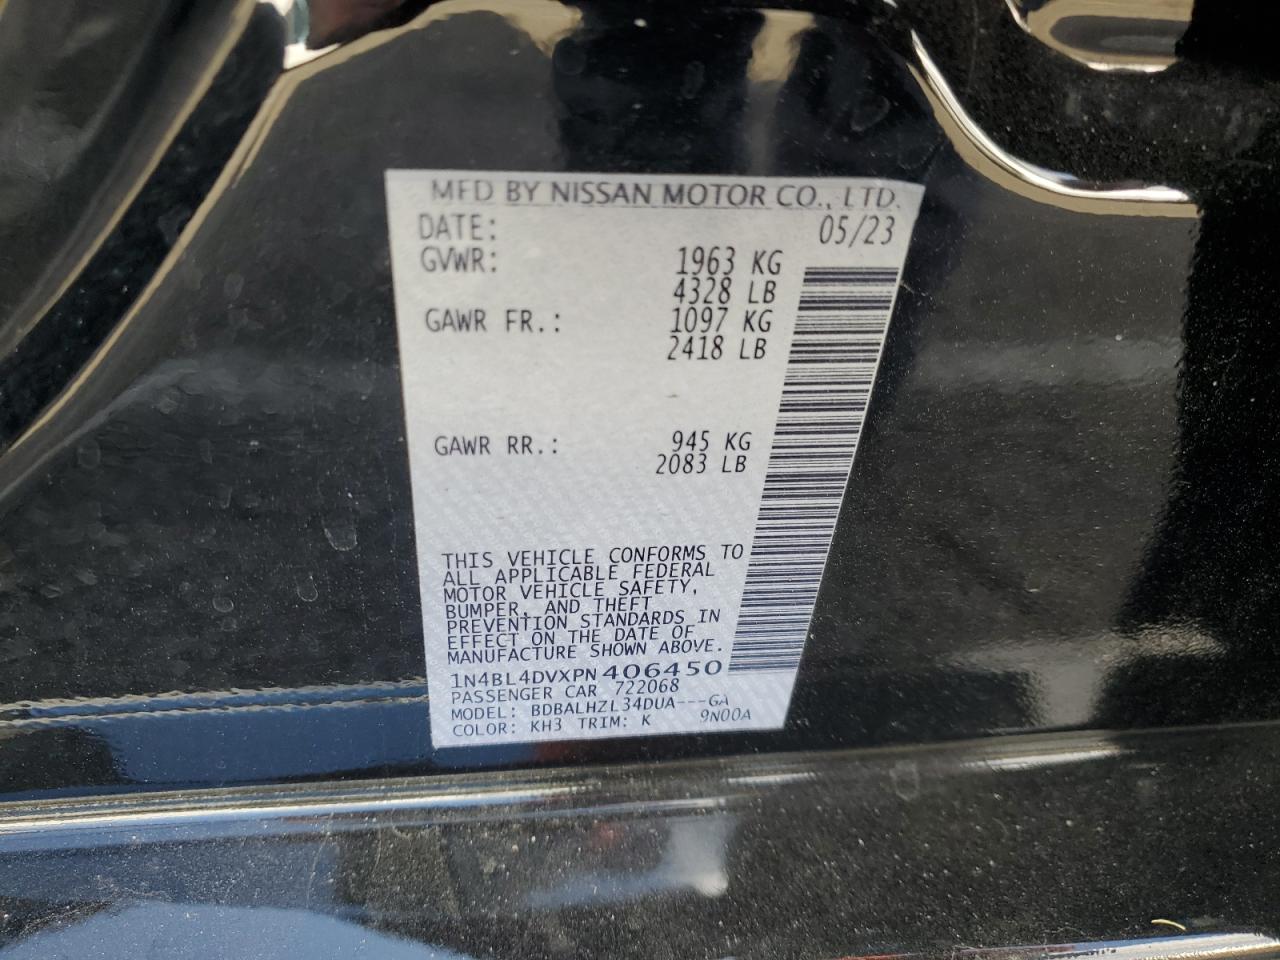 MFD BY NISSAN MOTOR CO., LTD.
DATE: 05/23
GVWR: 1963 KG
4328 LB
GAWR FR.: 1097 KG
2418 LB
GAWR RR.: 945 KG
2083 LB
THIS VEHICLE CONFORMS TO
ALL APPLICABLE FEDERAL
MOTOR VEHICLE SAFETY,
BUMPER, AND THEFT
PREVENTION STANDARDS IN
EFFECT ON THE DATE OF
MANUFACTURE SHOWN ABOVE.
1N4BL4DVXPN406450
PASSENGER CAR 722068
MODEL: BDBALHZL34DUA---GA
COLOR: KH3 TRIM: K 9N00A